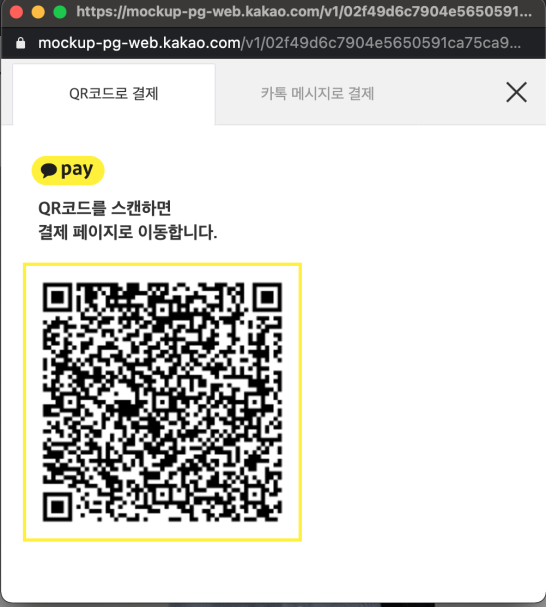 https://mockup-pg-web.kakao.com/v1/02f49d6c7904e5650591...
mockup-pg-web.kakao.com/v1/02f49d6c7904e5650591ca75ca9...
QR코드로 결제
카톡 메시지로 결제
pay
QR코드를 스캔하면
결제 페이지로 이동합니다.